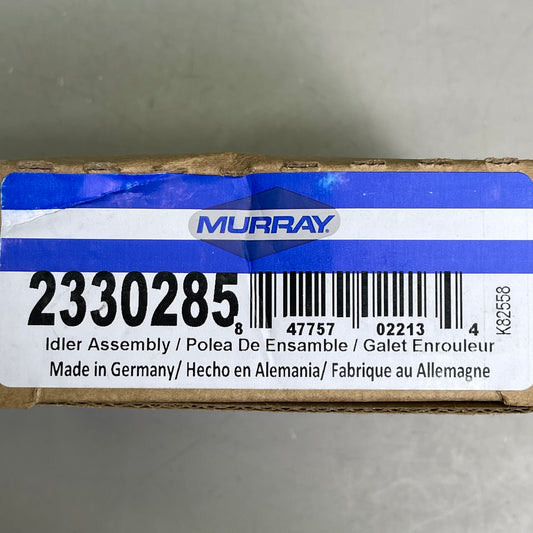 MURRAY®
2330285
8 47757 02213 4
K82558
Idler Assembly / Polea De Ensamble / Galet Enrouleur
Made in Germany/ Hecho en Alemania/ Fabrique au Allemagne